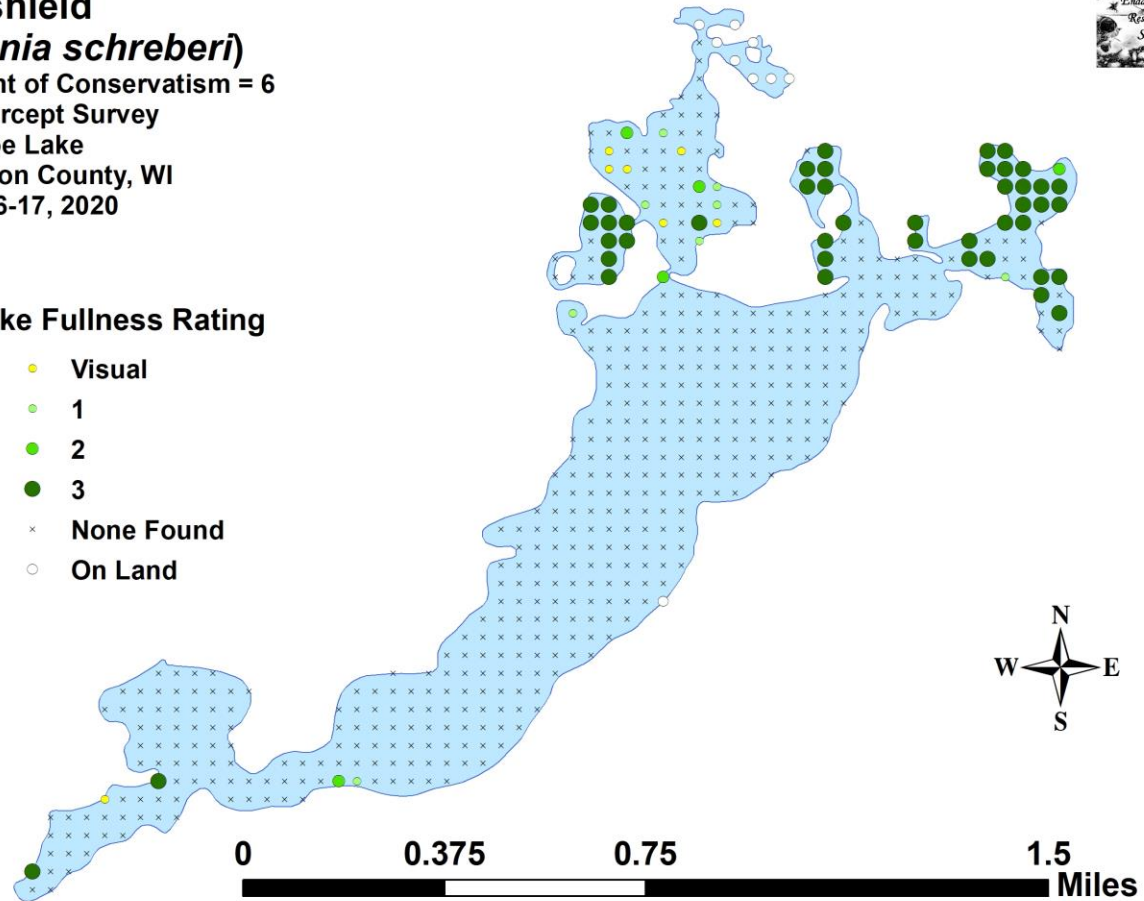 shield
nia schreberi)
nt of Conservatism = 6
rcept Survey
e Lake
on County, WI
6-17, 2020
ke Fullness Rating
Visual
1
2
3
None Found
On Land
N
W E
S
0 0.375 0.75 1.5
Miles